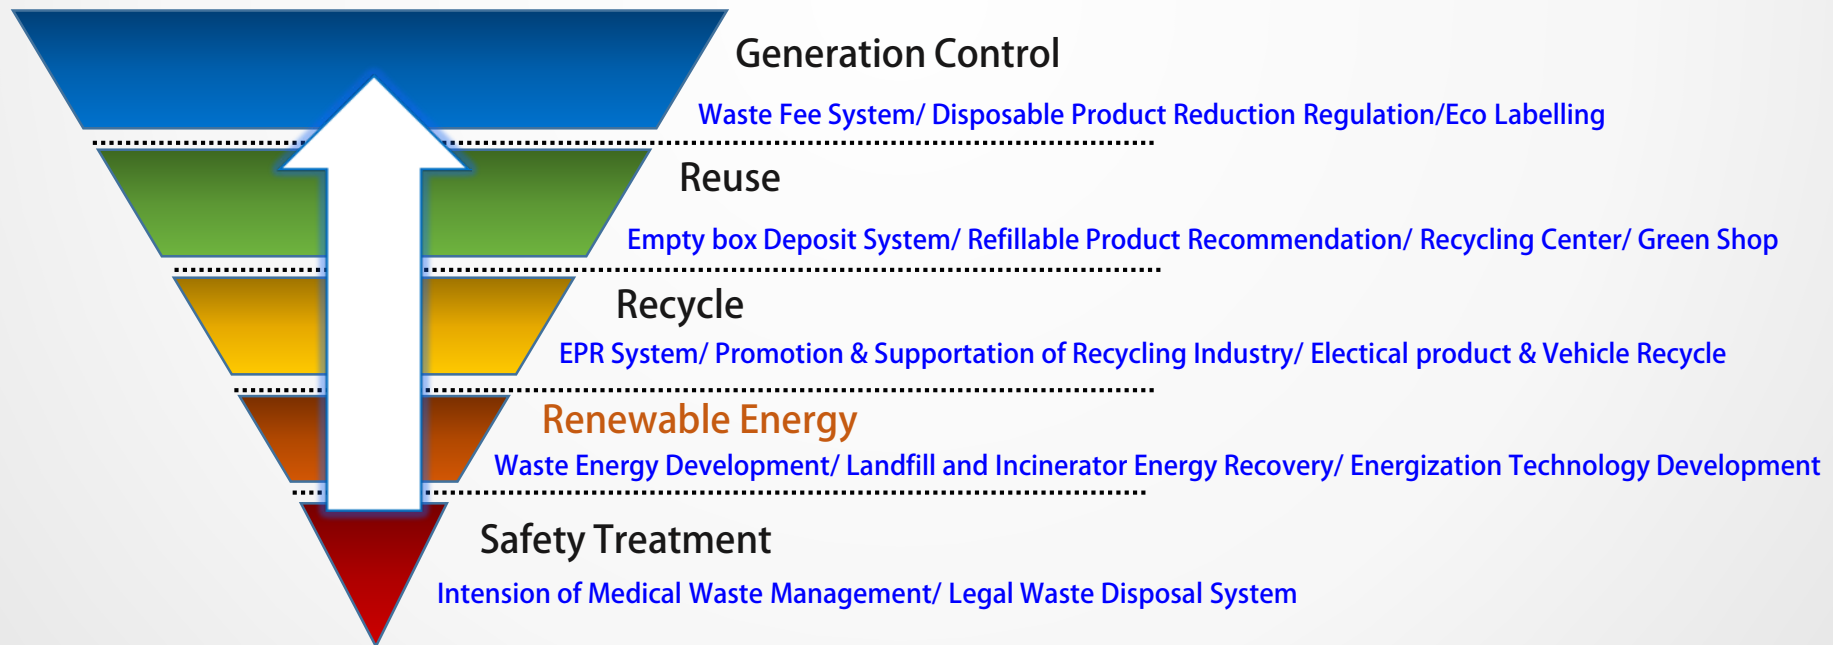 Generation Control
Waste Fee System/ Disposable Product Reduction Regulation/Eco Labelling
Reuse
Empty box Deposit System/ Refillable Product Recommendation/ Recycling Center/ Green Shop
Recycle
EPR System/ Promotion & Supportation of Recycling Industry/ Electical product & Vehicle Recycle
Renewable Energy
Waste Energy Development/ Landfill and Incinerator Energy Recovery/ Energization Technology Development
Safety Treatment
Intension of Medical Waste Management/ Legal Waste Disposal System